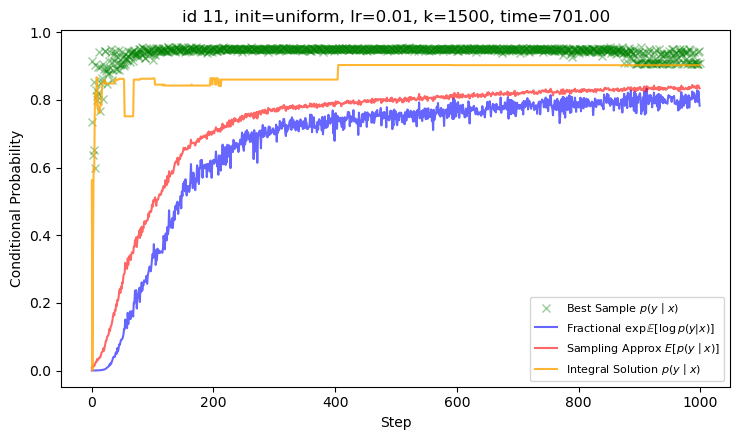 id 11, init=uniform, lr=0.01, k=1500, time=701.00
1.0
0.8
0.6
0.4
0.2
0.0
Conditional Probability
0 200 400 600 800 1000
Step
Best Sample p(y | x)
Fractional exp𝔼[log p(y|x)]
Sampling Approx E[p(y | x)]
Integral Solution p(y | x)